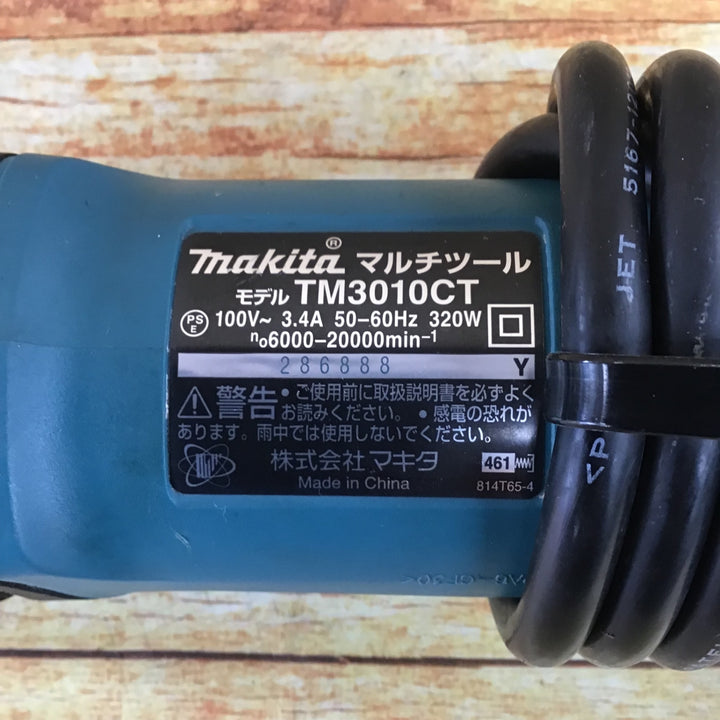 makita® マルチツール
モデル TM3010CT
PS E 100V~ 3.4A 50-60Hz 320W
n₀6000-20000min⁻¹
286888 Y
警告 • ご使用前に取扱説明書を必ずよく
お読みください。 • 感電の恐れが
あります。雨中では使用しないでください。
株式会社 マキタ 461
Made in China 814T65-4
JET 5167-122
<P